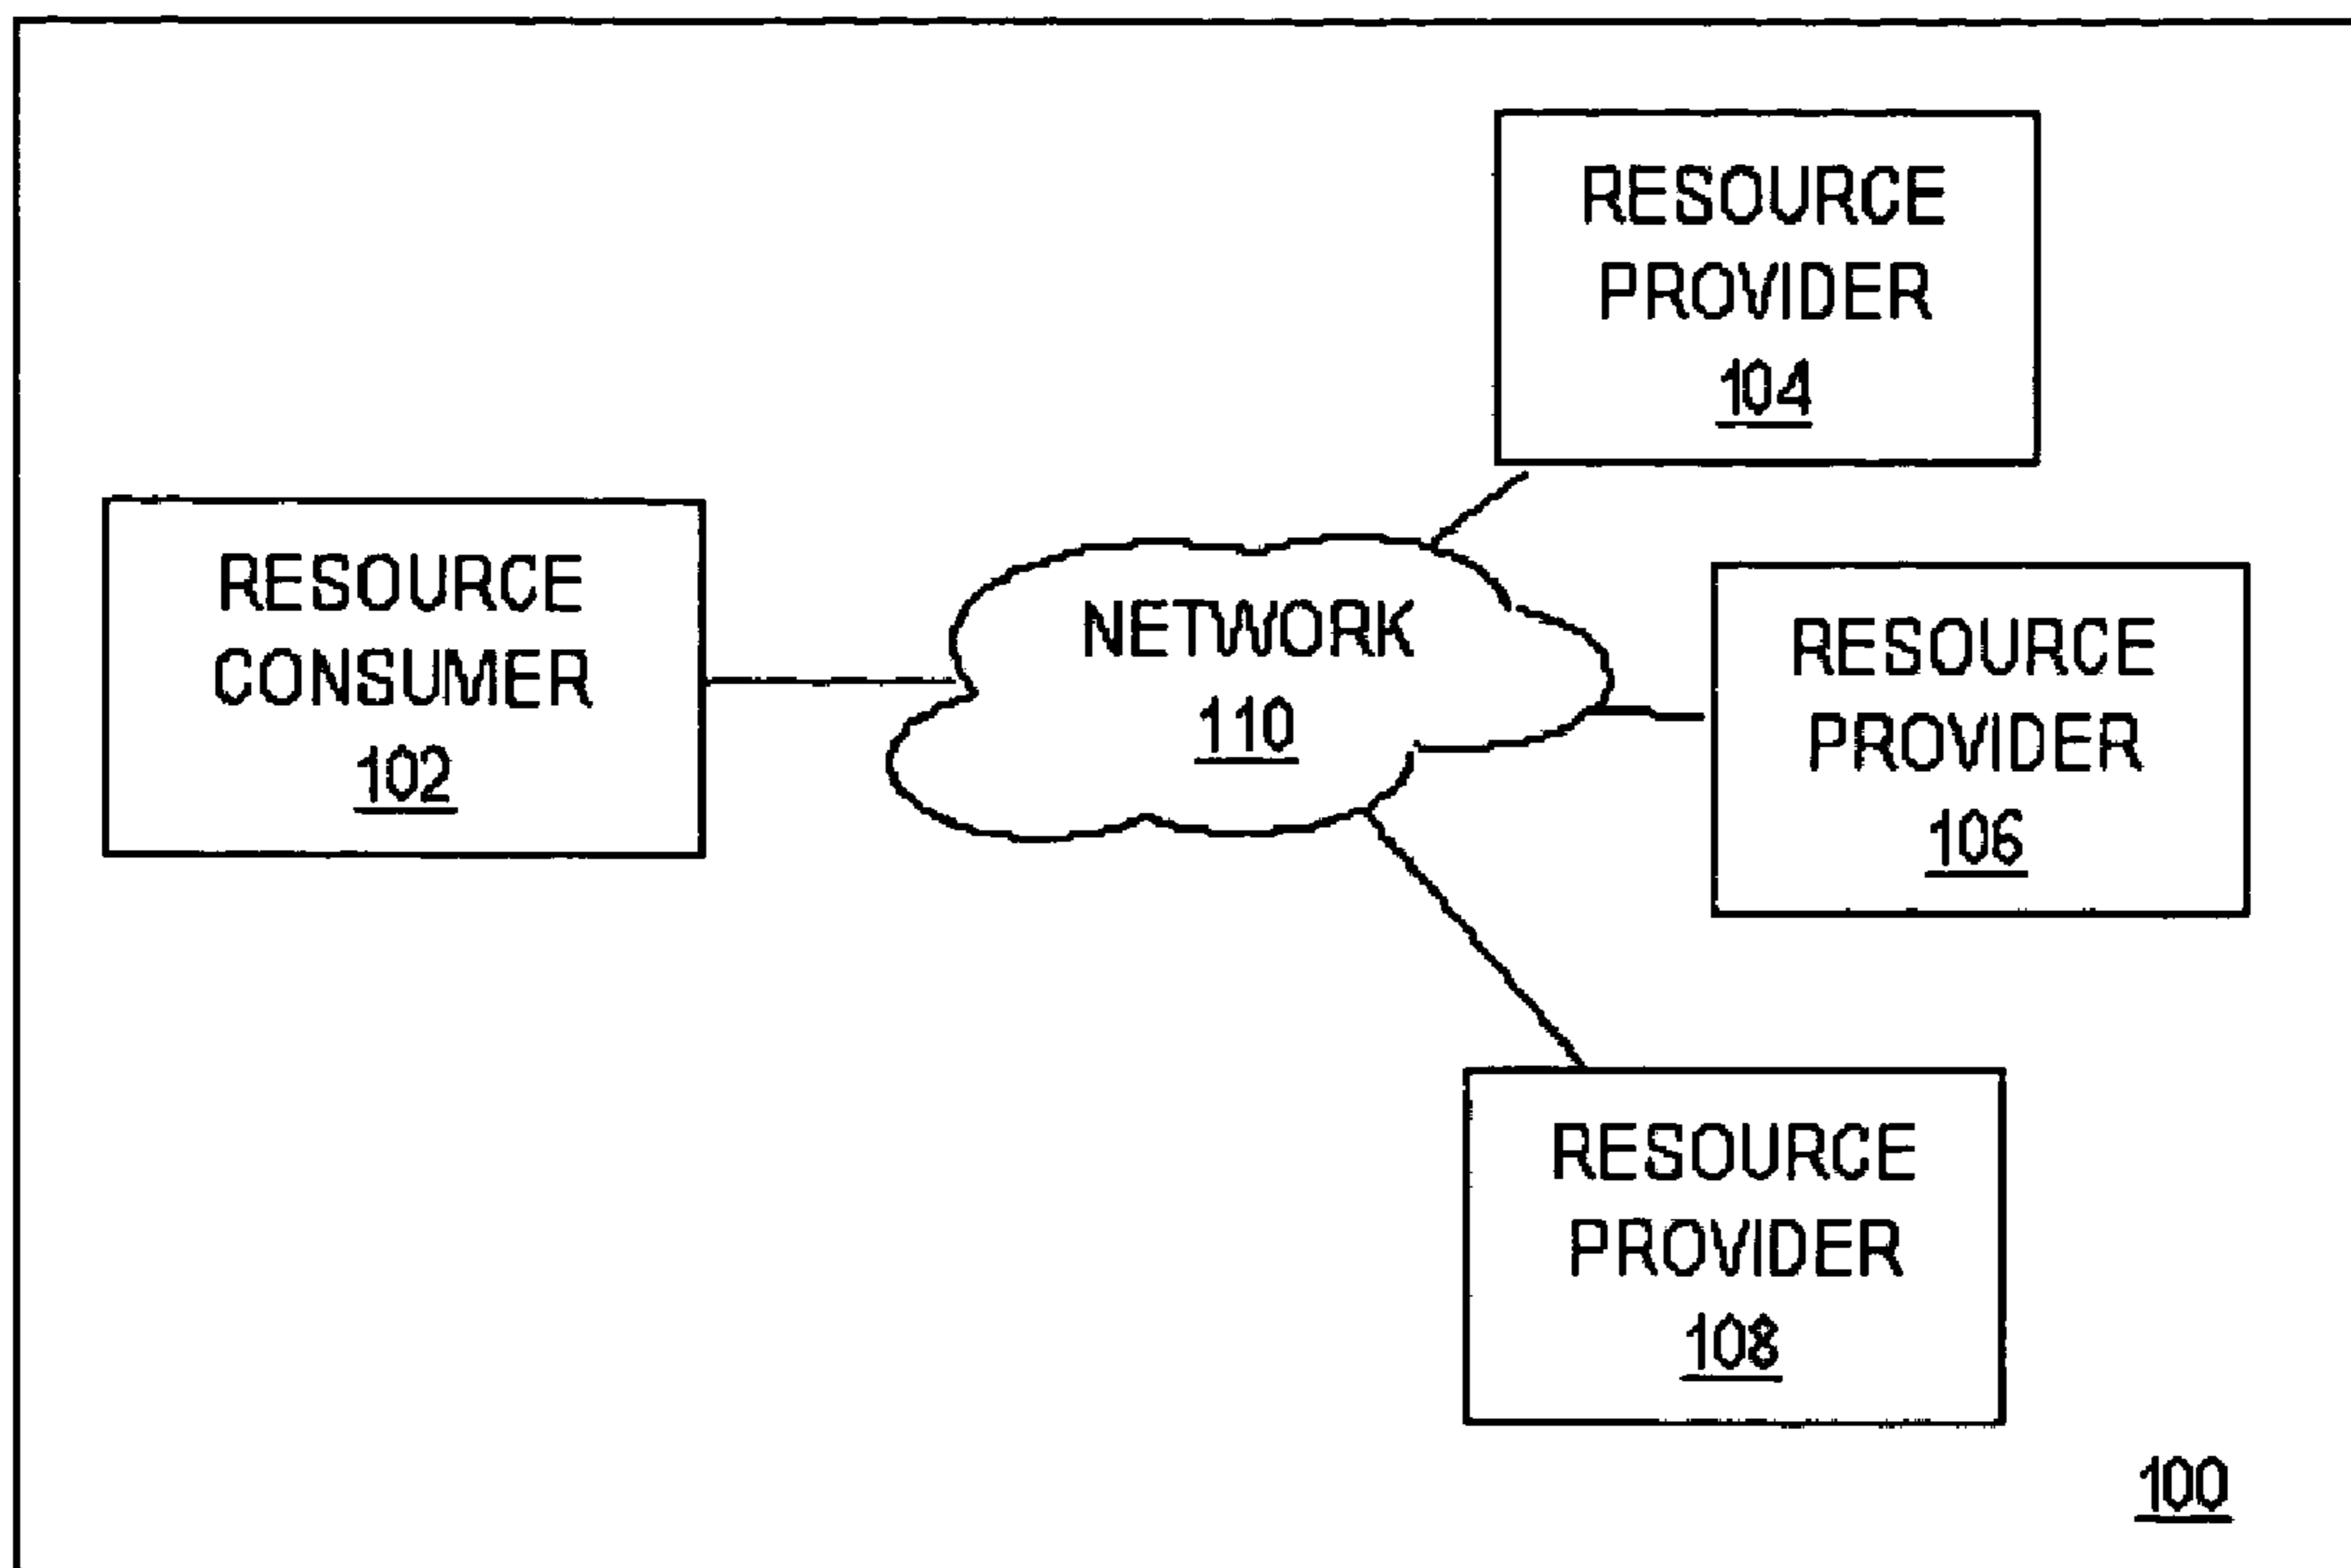 RESOURCE
PROVIDER
104
RESOURCE
CONSUMER
102
NETWORK
110
RESOURCE
PROVIDER
106
RESOURCE
PROVIDER
108
100